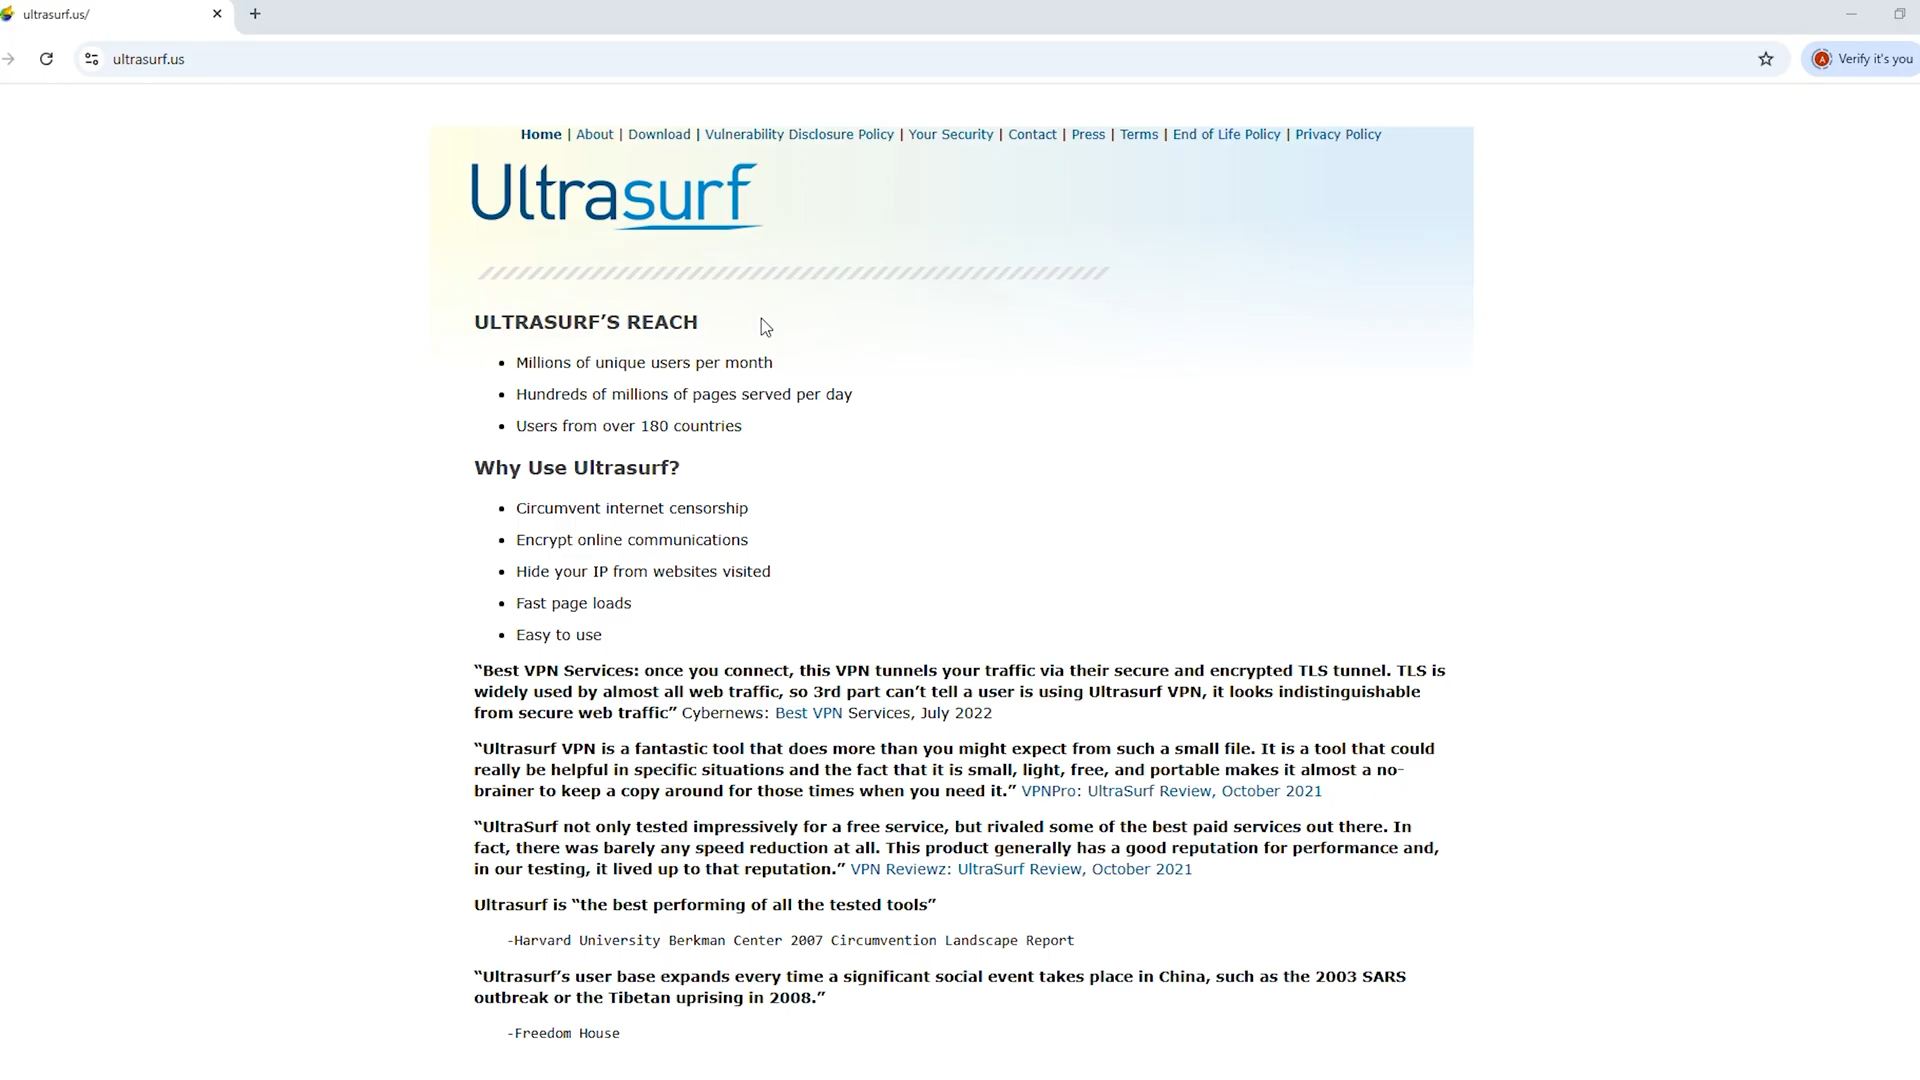 ultrasurf.us/
ultrasurf.us
Verify it's you
Home | About | Download | Vulnerability Disclosure Policy | Your Security | Contact | Press | Terms | End of Life Policy | Privacy Policy
Ultrasurf
ULTRASURF’S REACH
• Millions of unique users per month
• Hundreds of millions of pages served per day
• Users from over 180 countries
Why Use Ultrasurf?
• Circumvent internet censorship
• Encrypt online communications
• Hide your IP from websites visited
• Fast page loads
• Easy to use
“Best VPN Services: once you connect, this VPN tunnels your traffic via their secure and encrypted TLS tunnel. TLS is
widely used by almost all web traffic, so 3rd part can’t tell a user is using Ultrasurf VPN, it looks indistinguishable
from secure web traffic” Cybernews: Best VPN Services, July 2022
“Ultrasurf VPN is a fantastic tool that does more than you might expect from such a small file. It is a tool that could
really be helpful in specific situations and the fact that it is small, light, free, and portable makes it almost a no-
brainer to keep a copy around for those times when you need it.” VPNPro: UltraSurf Review, October 2021
“UltraSurf not only tested impressively for a free service, but rivaled some of the best paid services out there. In
fact, there was barely any speed reduction at all. This product generally has a good reputation for performance and,
in our testing, it lived up to that reputation.” VPN Reviewz: UltraSurf Review, October 2021
Ultrasurf is “the best performing of all the tested tools”
-Harvard University Berkman Center 2007 Circumvention Landscape Report
“Ultrasurf’s user base expands every time a significant social event takes place in China, such as the 2003 SARS
outbreak or the Tibetan uprising in 2008.”
-Freedom House